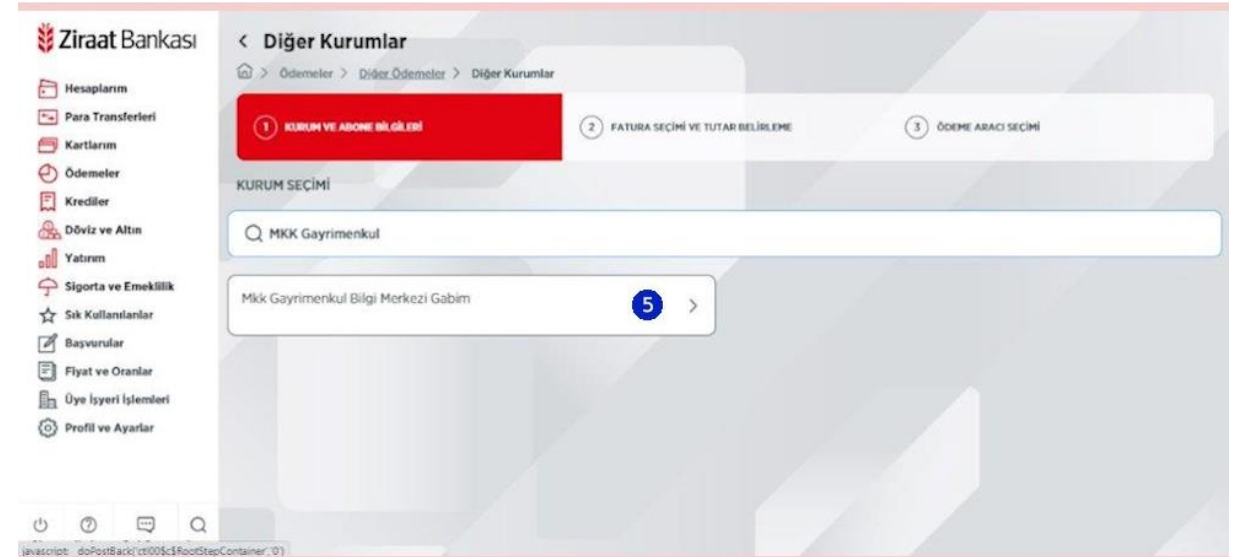 Ziraat Bankası
Hesaplarım
Para Transferleri
Kartlarım
Ödemeler
Krediler
Döviz ve Altın
Yatırım
Sigorta ve Emeklilik
Sık Kullanılanlar
Başvurular
Fiyat ve Oranlar
Üye İşyeri İşlemleri
Profil ve Ayarlar
< Diğer Kurumlar
> Ödemeler > Diğer Ödemeler > Diğer Kurumlar
1 KURUM VE ABONE BİLGİLERİ
2 FATURA SEÇİMİ VE TUTAR BELİRLEME
3 ÖDEME ARACI SEÇİMİ
KURUM SEÇİMİ
MKK Gayrimenkul
Mkk Gayrimenkul Bilgi Merkezi Gabim 5 >
javascript: doPostBack('ctl00$c$RootStepContainer','0')